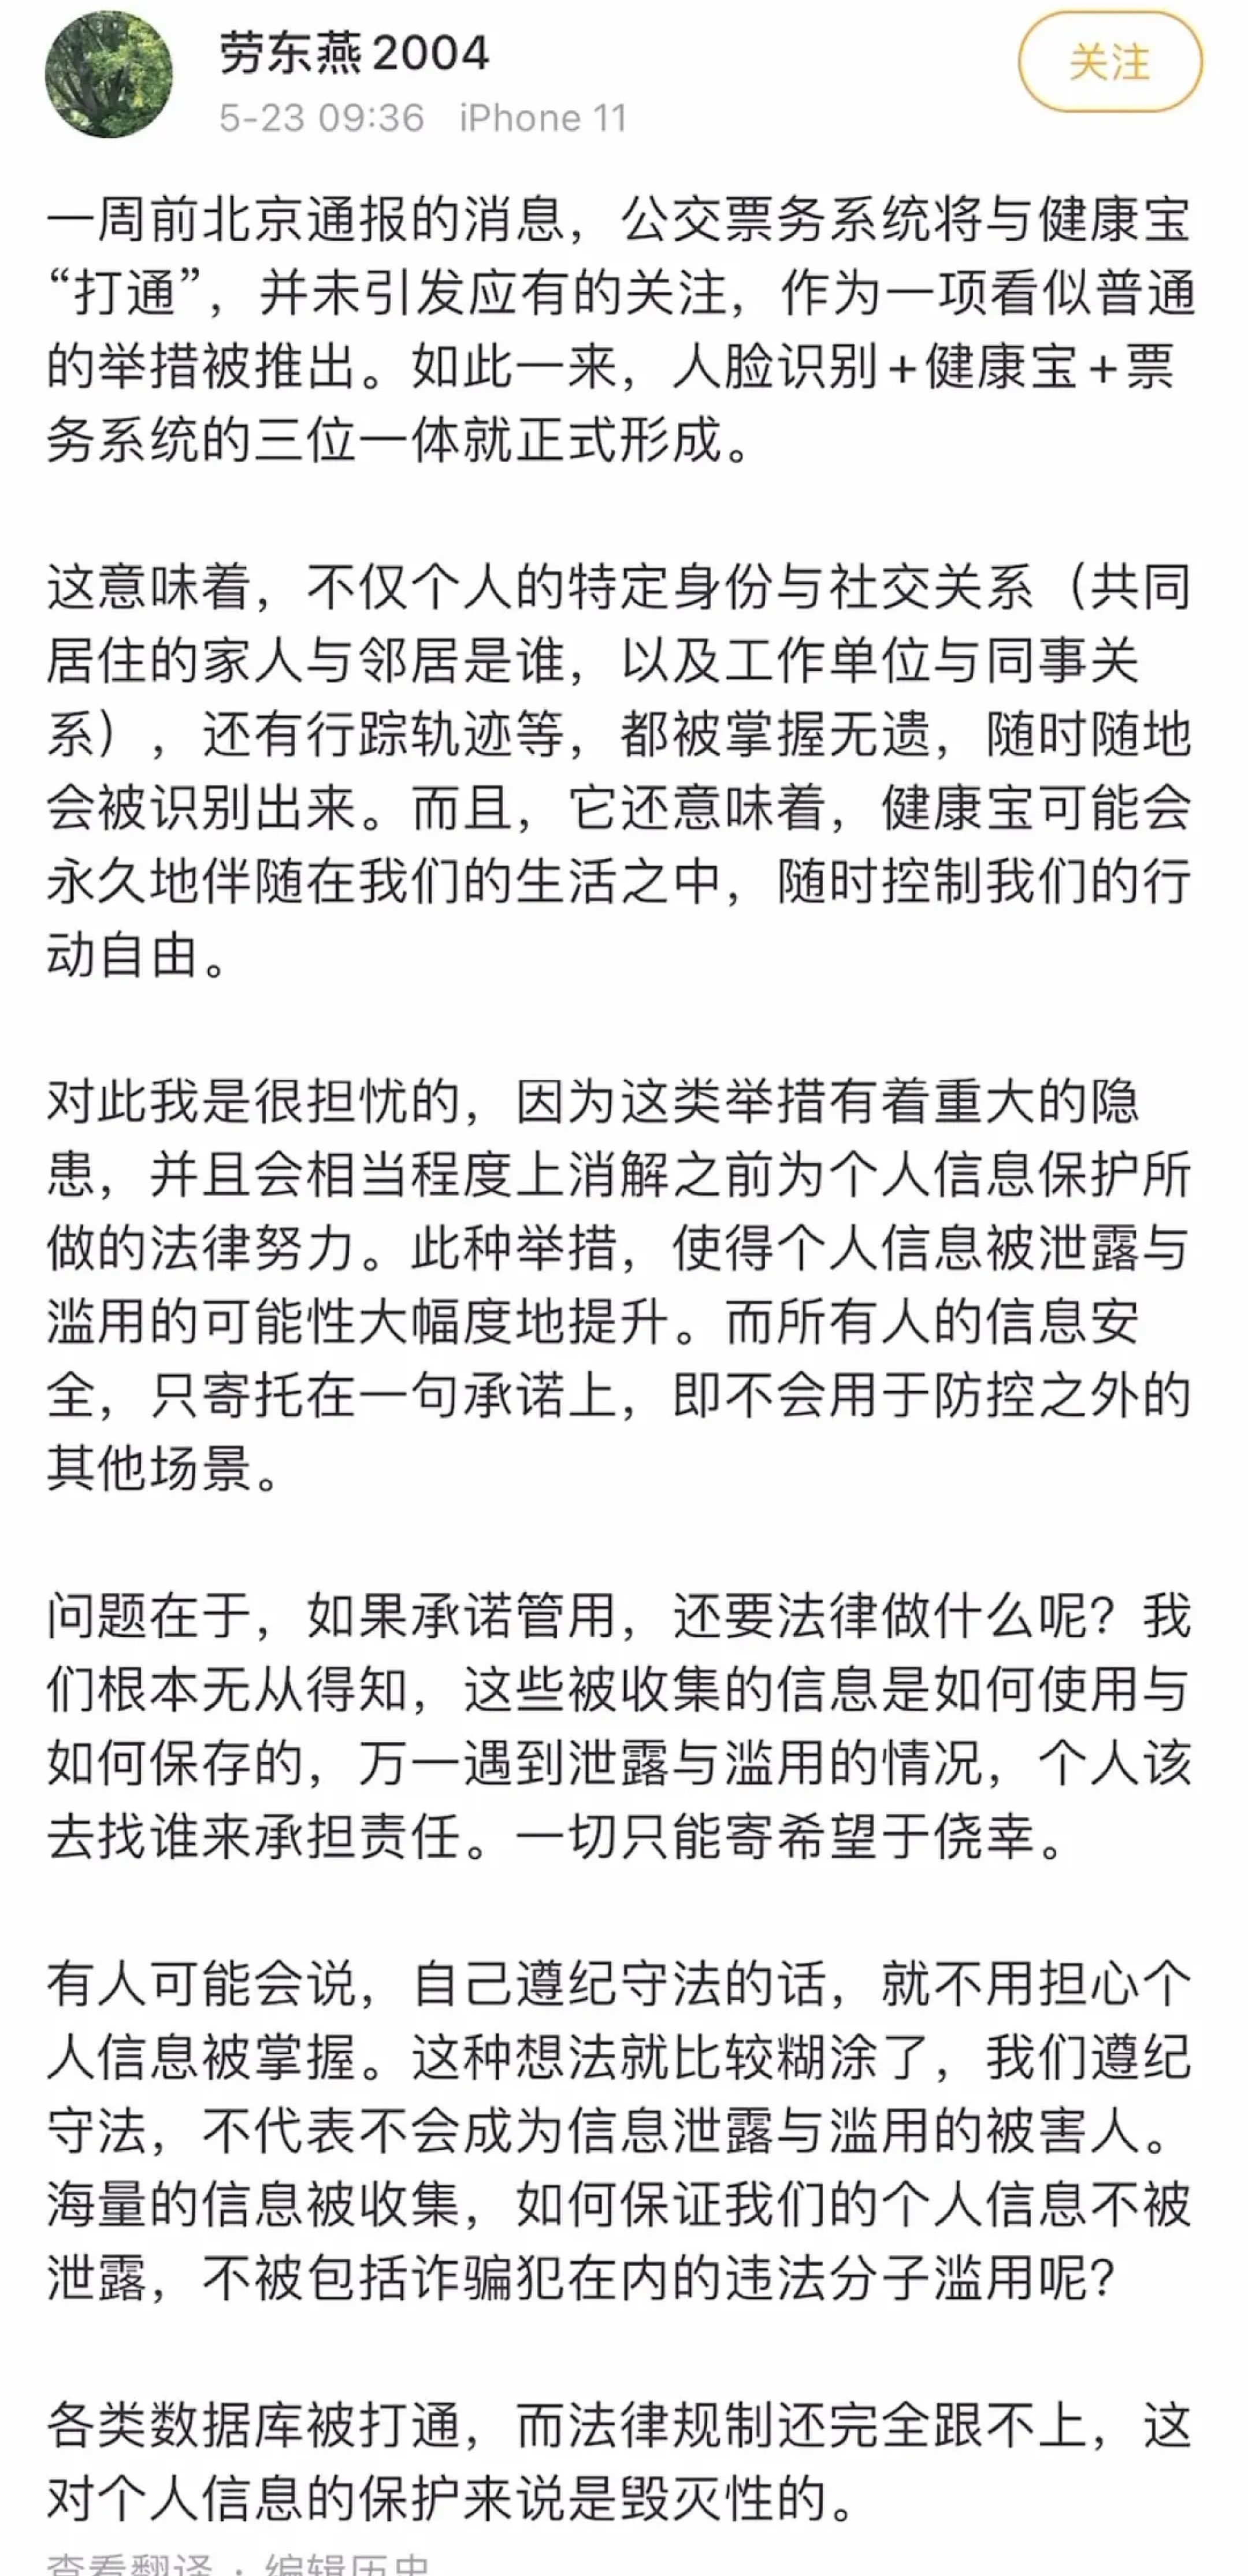 劳东燕2004
关注
5-23 09:36 iPhone 11
一周前北京通报的消息，公交票务系统将与健康宝
“打通”，并未引发应有的关注，作为一项看似普通
的举措被推出。如此一来，人脸识别+健康宝+票
务系统的三位一体就正式形成。
这意味着，不仅个人的特定身份与社交关系（共同
居住的家人与邻居是谁，以及工作单位与同事关
系），还有行踪轨迹等，都被掌握无遗，随时随地
会被识别出来。而且，它还意味着，健康宝可能会
永久地伴随在我们的生活之中，随时控制我们的行
动自由。
对此我是很担忧的，因为这类举措有着重大的隐
患，并且会相当程度上消解之前为个人信息保护所
做的法律努力。此种举措，使得个人信息被泄露与
滥用的可能性大幅度地提升。而所有人的信息安
全，只寄托在一句承诺上，即不会用于防控之外的
其他场景。
问题在于，如果承诺管用，还要法律做什么呢？我
们根本无从得知，这些被收集的信息是如何使用与
如何保存的，万一遇到泄露与滥用的情况，个人该
去找谁来承担责任。一切只能寄希望于侥幸。
有人可能会说，自己遵纪守法的话，就不用担心个
人信息被掌握。这种想法就比较糊涂了，我们遵纪
守法，不代表不会成为信息泄露与滥用的被害人。
海量的信息被收集，如何保证我们的个人信息不被
泄露，不被包括诈骗犯在内的违法分子滥用呢？
各类数据库被打通，而法律规制还完全跟不上，这
对个人信息的保护来说是毁灭性的。
查看翻译 · 编辑历史